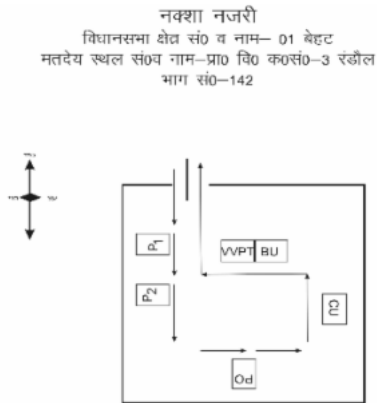 नक्शा नजरी
विधानसभा क्षेत्र सं0 व नाम– 01 बेहट
मतदेय स्थल सं0व नाम–प्रा0 वि0 क0सं0–3 रंडौल
भाग सं0–142
P1
VVPT BU
P2
CU
PO